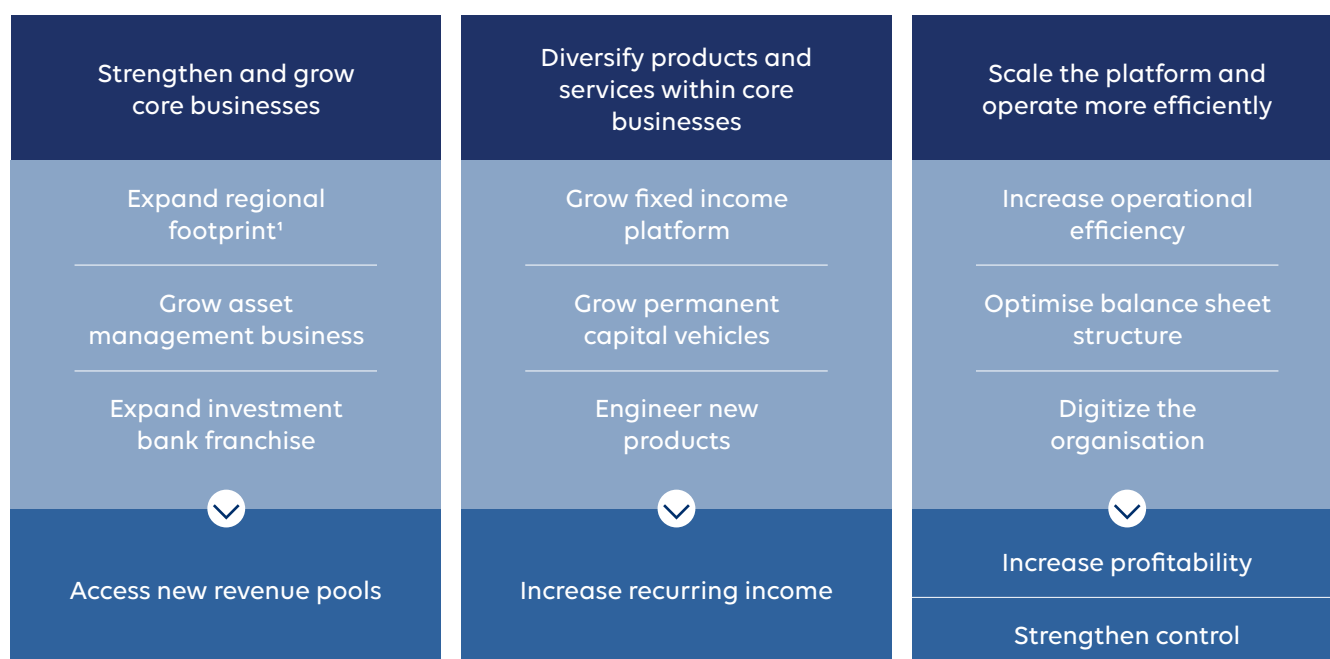 Strengthen and grow
core businesses
Expand regional
footprint¹
Grow asset
management business
Expand investment
bank franchise
Access new revenue pools
Diversify products and
services within core
businesses
Grow fixed income
platform
Grow permanent
capital vehicles
Engineer new
products
Increase recurring income
Scale the platform and
operate more efficiently
Increase operational
efficiency
Optimise balance sheet
structure
Digitize the
organisation
Increase profitability
Strengthen control